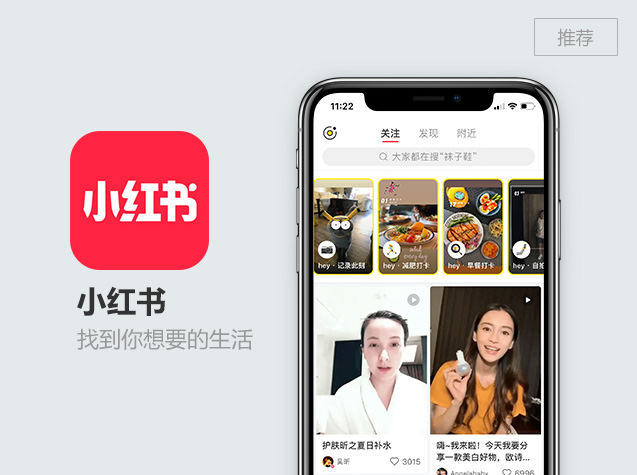 推荐
11:22
关注 发现 附近
大家都在搜“袜子鞋”
小红书
小红书
找到你想要的生活
hey · 记录此刻
01
hey · 减肥打卡
hey · 早餐打卡
hey · 自拍
护肤昕之夏日补水
吴昕 3015
嗨~我来啦！今天我要分
享一款美白好物，欧诗…
Angelababy 6996